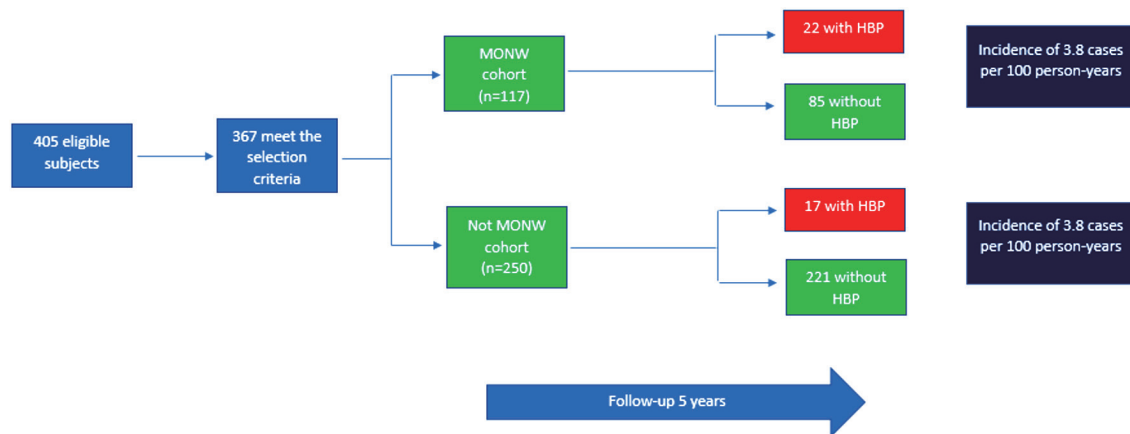 405 eligible
subjects
367 meet the
selection
criteria
MONW
cohort
(n=117)
22 with HBP
85 without
HBP
Incidence of 3.8 cases
per 100 person-years
Not MONW
cohort
(n=250)
17 with HBP
221 without
HBP
Incidence of 3.8 cases
per 100 person-years
Follow-up 5 years